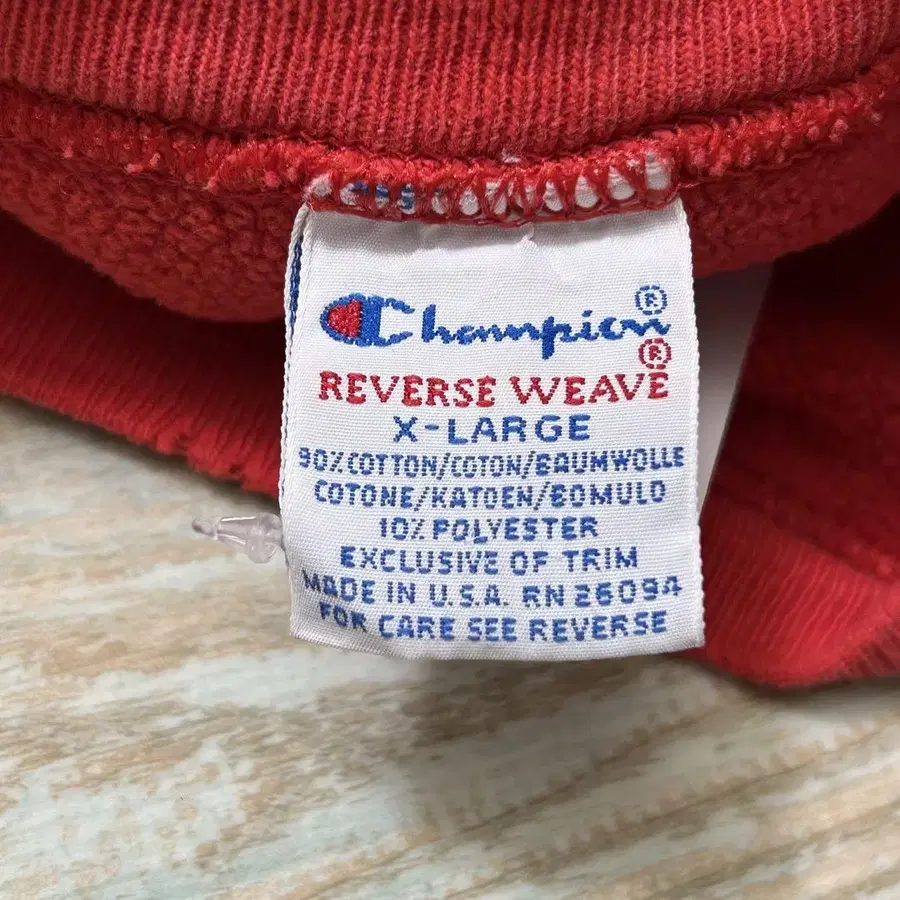 Champion®
REVERSE WEAVE®
X-LARGE
90% COTTON/COTON/BAUMWOLLE
COTONE/KATOEN/BOMULD
10% POLYESTER
EXCLUSIVE OF TRIM
MADE IN U.S.A. RN 26094
FOR CARE SEE REVERSE